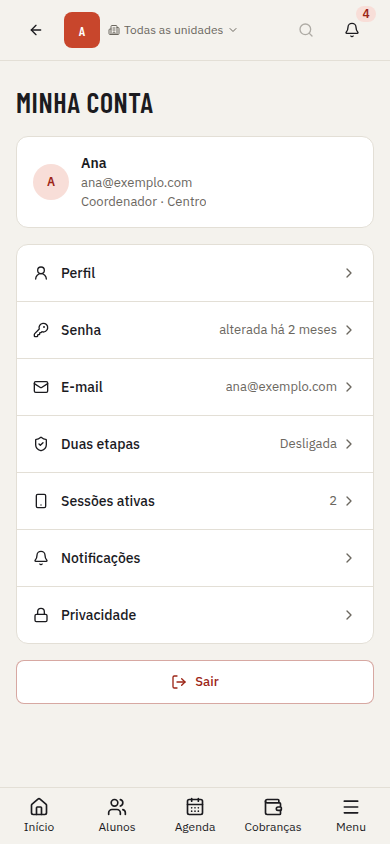 A
Todas as unidades
4
MINHA CONTA
A
Ana
ana@exemplo.com
Coordenador · Centro
Perfil
Senha
alterada há 2 meses
E-mail
ana@exemplo.com
Duas etapas
Desligada
Sessões ativas
2
Notificações
Privacidade
Sair
Início
Alunos
Agenda
Cobranças
Menu